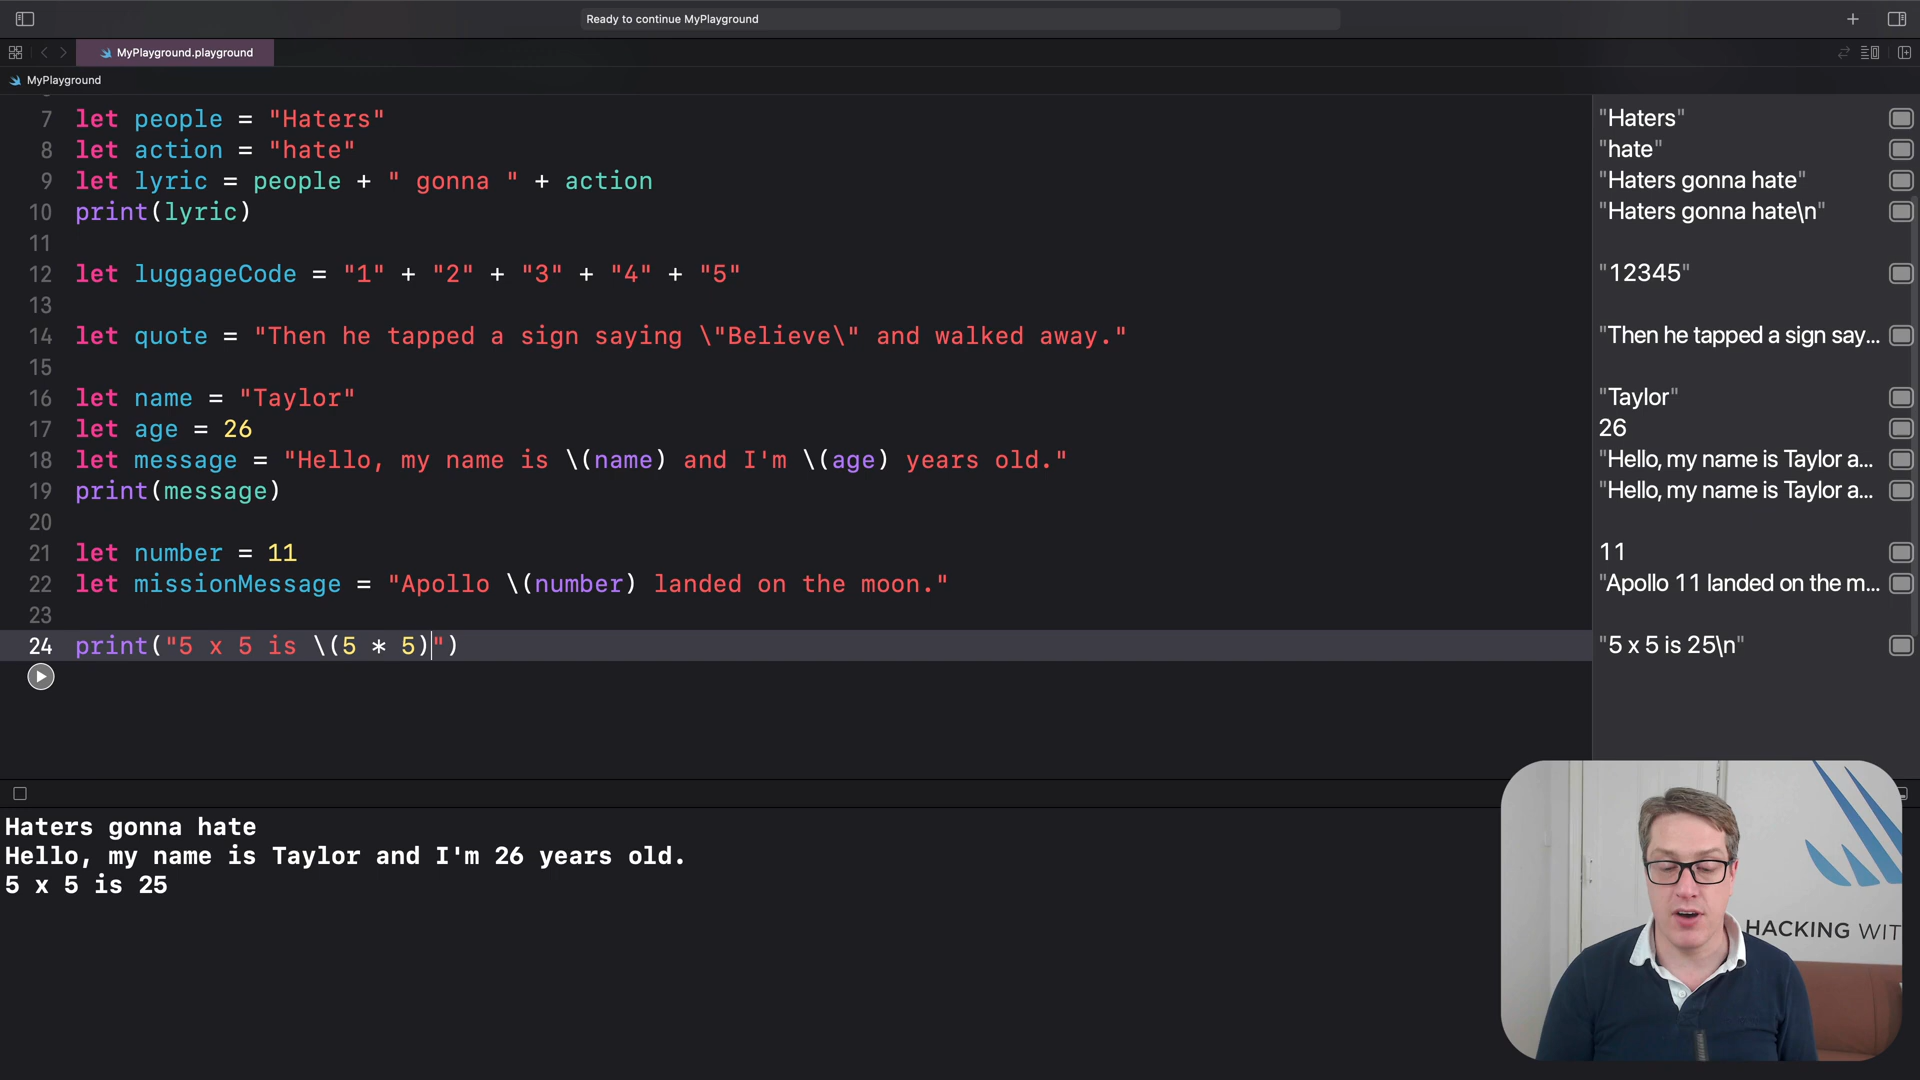 Ready to continue MyPlayground
MyPlayground.playground
MyPlayground
7 let people = "Haters"
8 let action = "hate"
9 let lyric = people + " gonna " + action
10 print(lyric)
11
12 let luggageCode = "1" + "2" + "3" + "4" + "5"
13
14 let quote = "Then he tapped a sign saying \"Believe\" and walked away."
15
16 let name = "Taylor"
17 let age = 26
18 let message = "Hello, my name is \(name) and I'm \(age) years old."
19 print(message)
20
21 let number = 11
22 let missionMessage = "Apollo \(number) landed on the moon."
23
24 print("5 x 5 is \(5 * 5)")
"Haters"
"hate"
"Haters gonna hate"
"Haters gonna hate\n"
"12345"
"Then he tapped a sign say...
"Taylor"
26
"Hello, my name is Taylor a...
"Hello, my name is Taylor a...
11
"Apollo 11 landed on the m...
"5 x 5 is 25\n"
Haters gonna hate
Hello, my name is Taylor and I'm 26 years old.
5 x 5 is 25
HACKING WIT